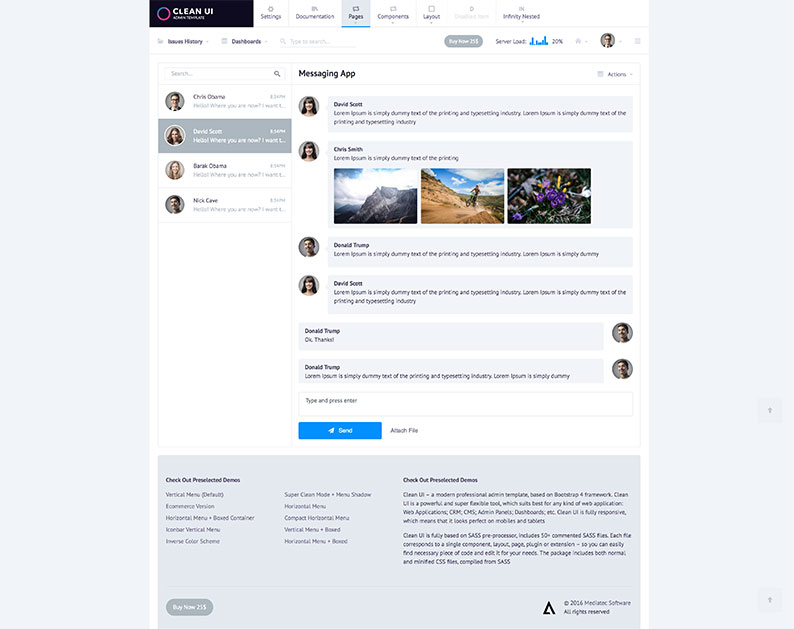 CLEAN UI
ADMIN TEMPLATE
Settings
Documentation
Pages
Components
Layout
Disabled Item
Infinity Nested
Issues History
Dashboards
Type to search...
Buy Now 25$
Server Load:
20%
Search...
Messaging App
Actions
Chris Obama
8:34PM
Hello! Where you are now? I want t...
David Scott
8:34PM
Hello! Where you are now? I want t...
Barak Obama
8:34PM
Hello! Where you are now? I want t...
Nick Cave
8:34PM
Hello! Where you are now? I want t...
David Scott
Lorem Ipsum is simply dummy text of the printing and typesetting industry. Lorem Ipsum is simply dummy text of the
printing and typesetting industry
Chris Smith
Lorem Ipsum is simply dummy text of the printing
Donald Trump
Lorem Ipsum is simply dummy text of the printing and typesetting industry. Lorem Ipsum is simply dummy
David Scott
Lorem Ipsum is simply dummy text of the printing and typesetting industry. Lorem Ipsum is simply dummy text of the
printing and typesetting industry
Donald Trump
Ok. Thanks!
Donald Trump
Lorem Ipsum is simply dummy text of the printing and typesetting industry. Lorem Ipsum is simply dummy
Type and press enter
Send
Attach File
Check Out Preselected Demos
Vertical Menu (Default)
Ecommerce Version
Horizontal Menu + Boxed Container
Iconbar Vertical Menu
Inverse Color Scheme
Super Clean Mode + Menu Shadow
Horizontal Menu
Compact Horizontal Menu
Vertical Menu + Boxed
Horizontal Menu + Boxed
Check Out Preselected Demos
Clean UI – a modern professional admin template, based on Bootstrap 4 framework. Clean
UI is a powerful and super flexible tool, which suits best for any kind of web application:
Web Applications; CRM; CMS; Admin Panels; Dashboards; etc. Clean UI is fully responsive,
which means that it looks perfect on mobiles and tablets
Clean UI is fully based on SASS pre-processor, includes 50+ commented SASS files. Each file
corresponds to a single component, layout, page, plugin or extension – so you can easily
find necessary piece of code and edit it for your needs. The package includes both normal
and minified CSS files, compiled from SASS
Buy Now 25$
© 2016 Mediatec Software
All rights reserved